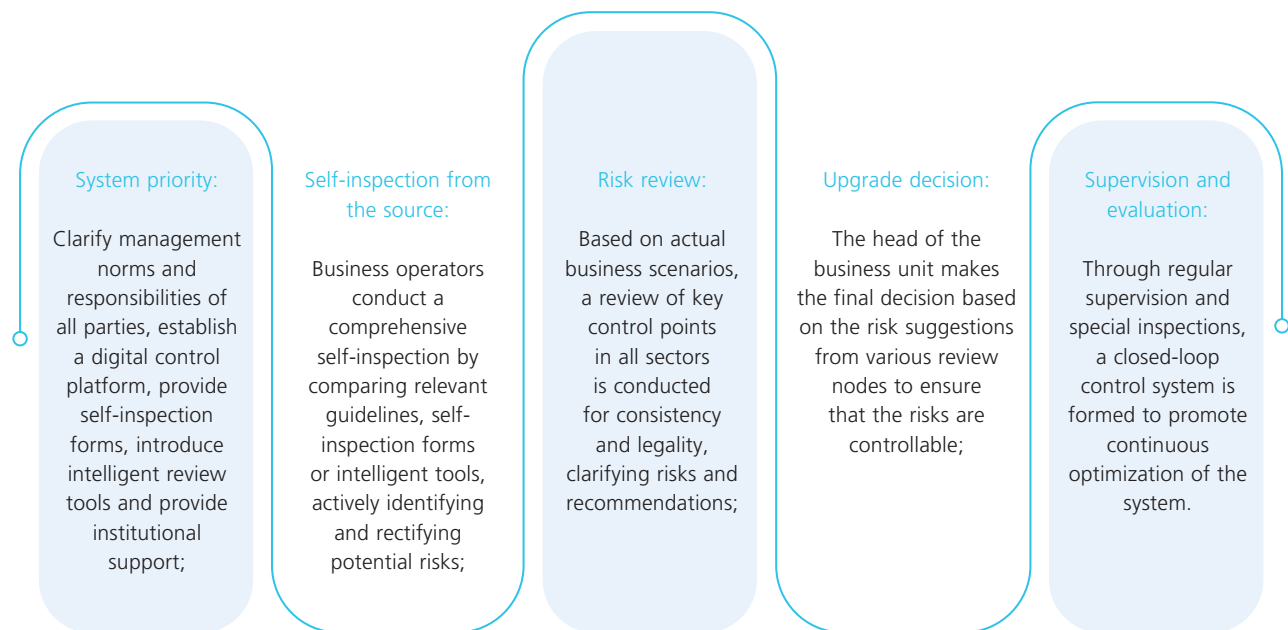 System priority:
Clarify management
norms and
responsibilities of
all parties, establish
a digital control
platform, provide
self-inspection
forms, introduce
intelligent review
tools and provide
institutional
support;
Self-inspection from
the source:
Business operators
conduct a
comprehensive
self-inspection by
comparing relevant
guidelines, self-
inspection forms
or intelligent tools,
actively identifying
and rectifying
potential risks;
Risk review:
Based on actual
business scenarios,
a review of key
control points
in all sectors
is conducted
for consistency
and legality,
clarifying risks and
recommendations;
Upgrade decision:
The head of the
business unit makes
the final decision based
on the risk suggestions
from various review
nodes to ensure
that the risks are
controllable;
Supervision and
evaluation:
Through regular
supervision and
special inspections,
a closed-loop
control system is
formed to promote
continuous
optimization of the
system.